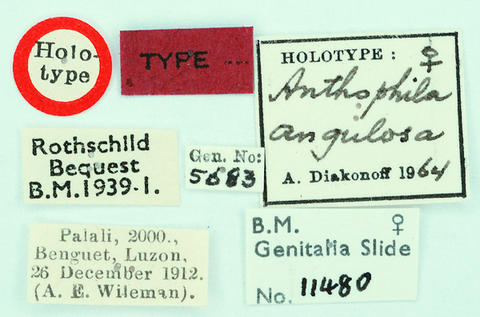 Holo-
type
TYPE
HOLOTYPE : ♀
Anthophila
angulosa
A. Diakonoff 1964
Rothschild
Bequest
B.M.1939-1.
Gen. No:
5683
Palali, 2000.,
Benguet, Luzon,
26 December 1912.
(A. E. Wileman).
B.M. ♀
Genitalia Slide
No. 11480